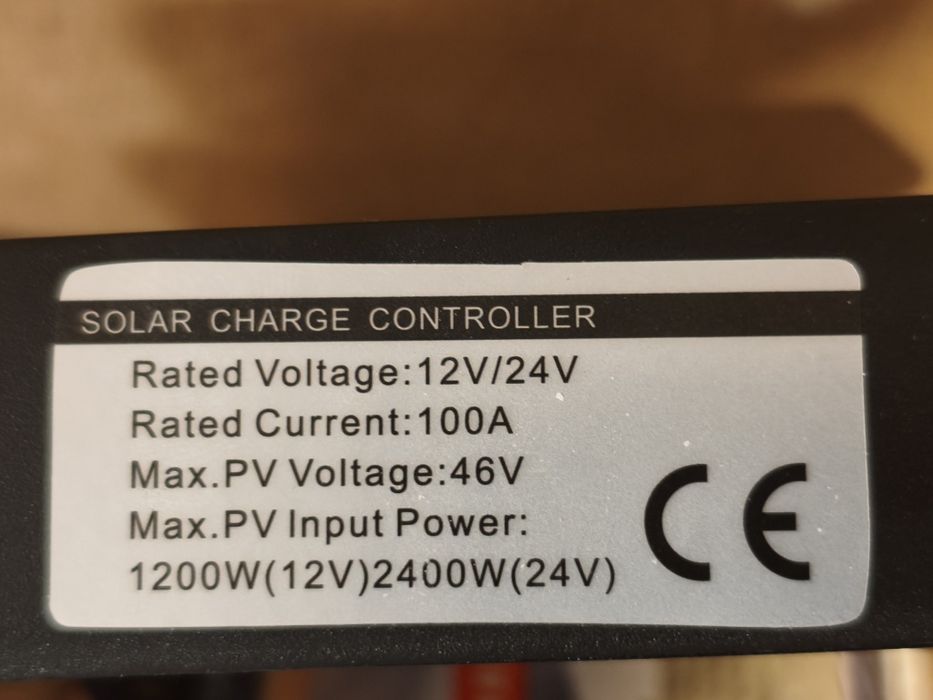 SOLAR CHARGE CONTROLLER
Rated Voltage:12V/24V
Rated Current:100A
Max.PV Voltage:46V
Max.PV Input Power:
1200W(12V)2400W(24V)
CE